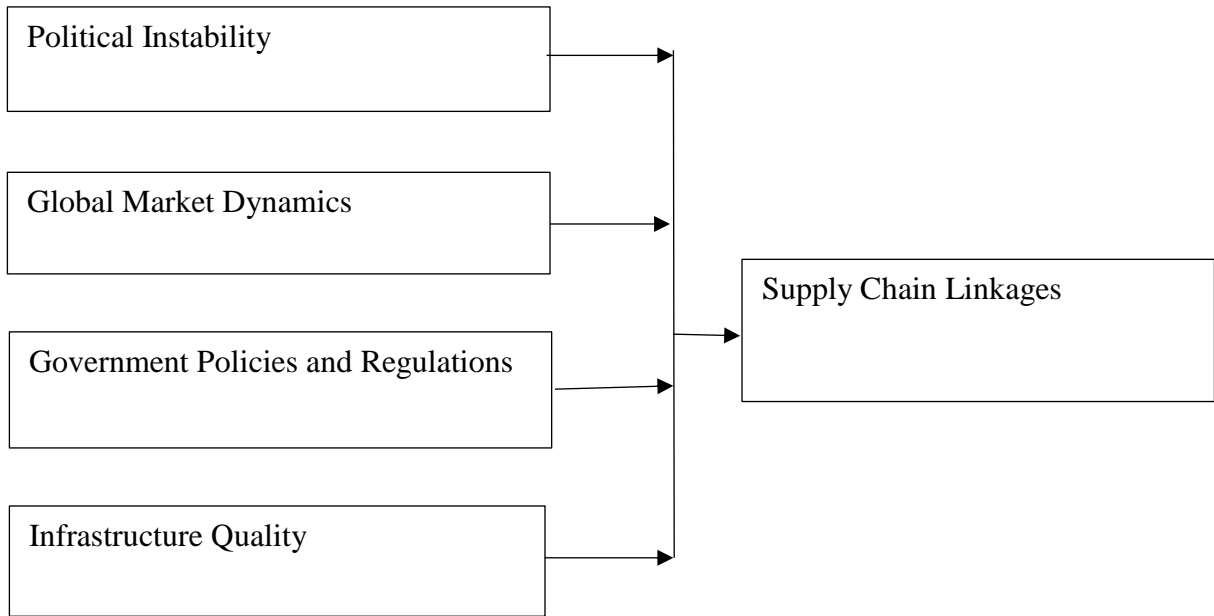 Political Instability
Global Market Dynamics
Supply Chain Linkages
Government Policies and Regulations
Infrastructure Quality